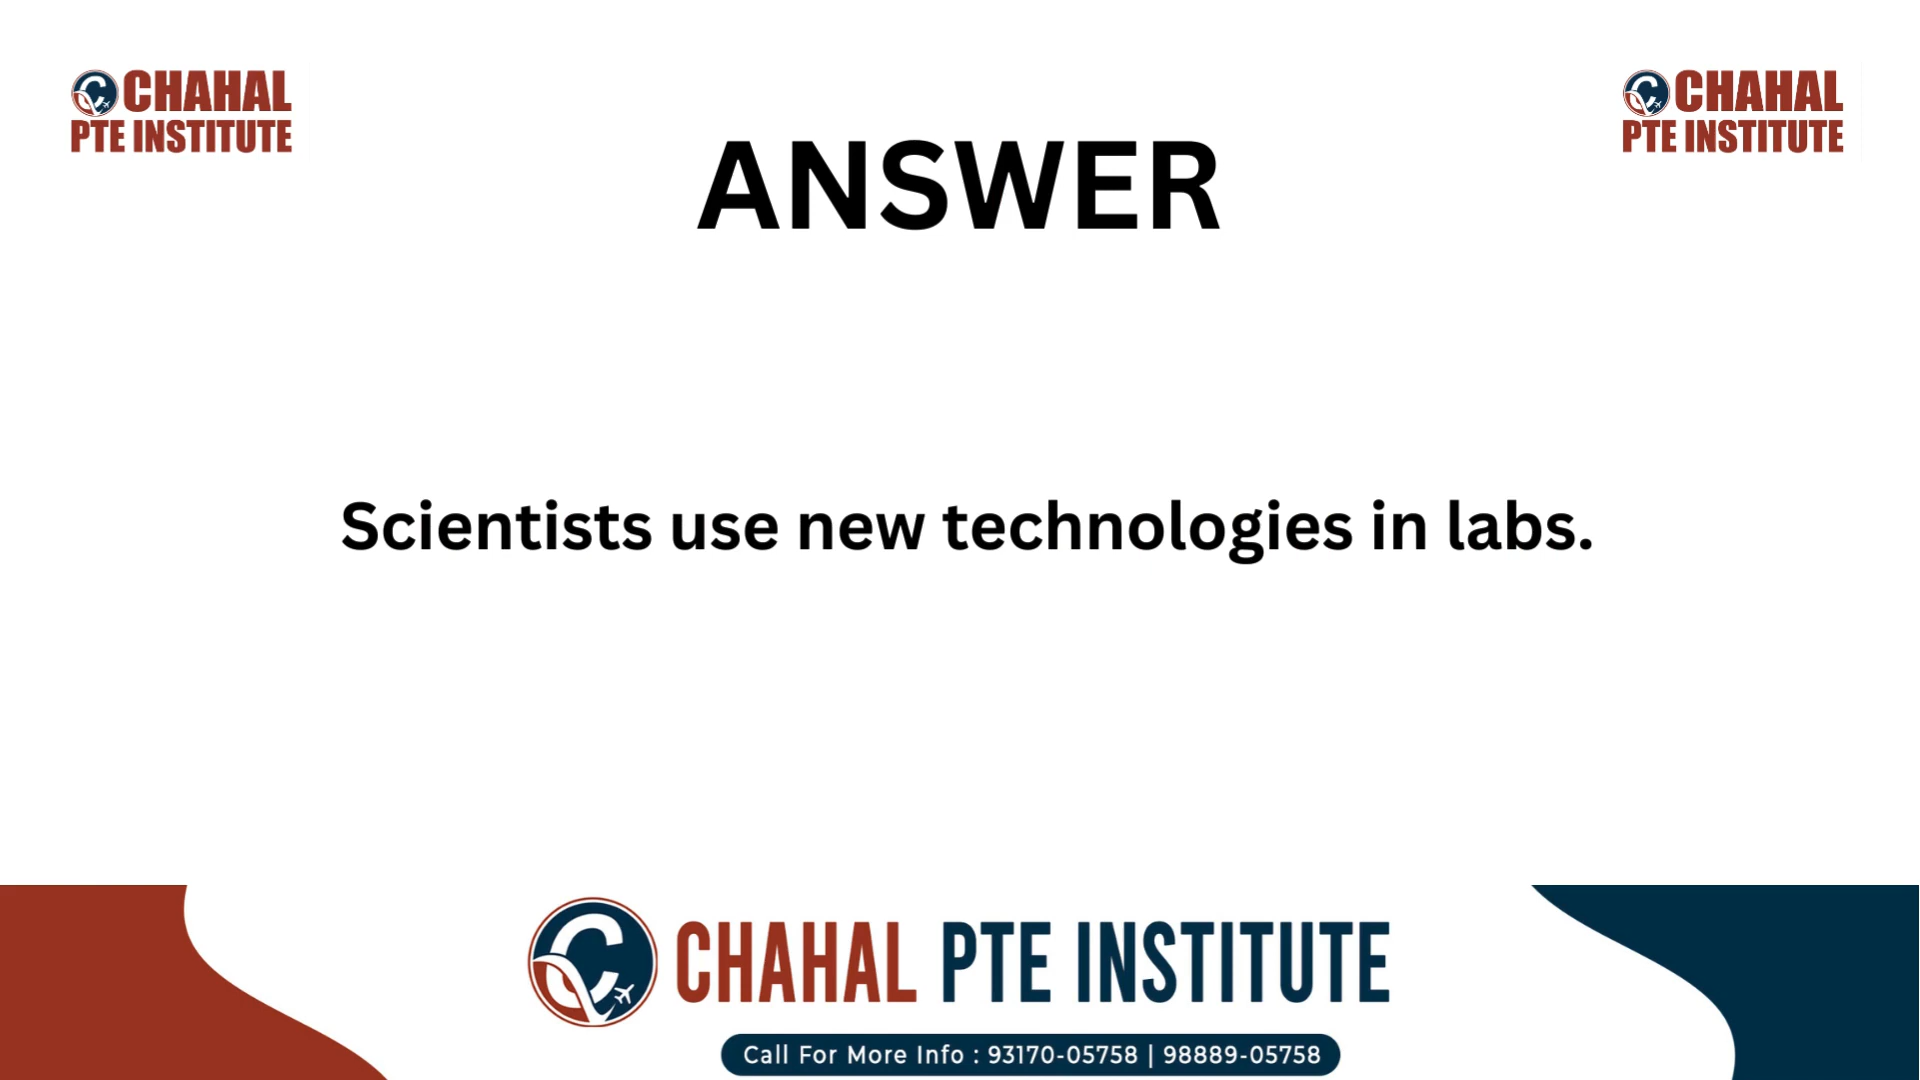 CHAHAL
PTE INSTITUTE
CHAHAL
PTE INSTITUTE
ANSWER
Scientists use new technologies in labs.
CHAHAL PTE INSTITUTE
Call For More Info : 93170-05758 | 98889-05758